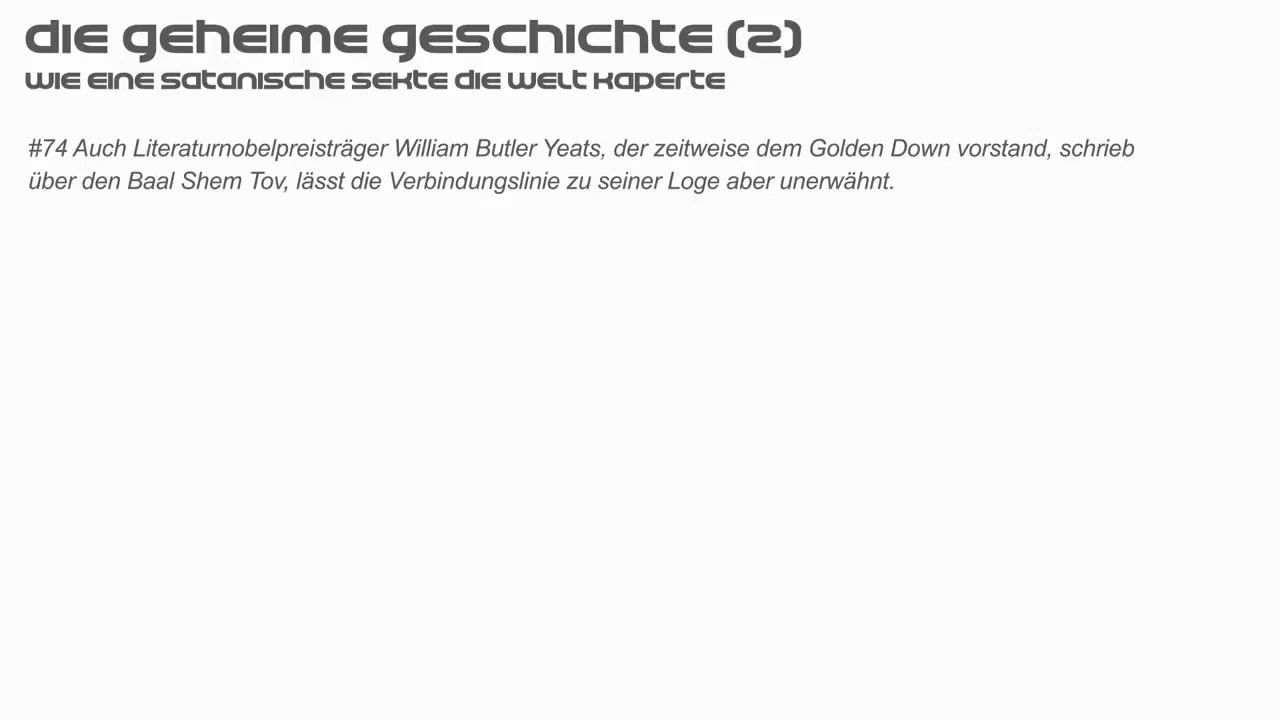 DIE GEHEIME GESCHICHTE (2)
WIE EINE SATANISCHE SEKTE DIE WELT KAPERTE
#74 Auch Literaturnobelpreisträger William Butler Yeats, der zeitweise dem Golden Down vorstand, schrieb
über den Baal Shem Tov, lässt die Verbindungslinie zu seiner Loge aber unerwähnt.